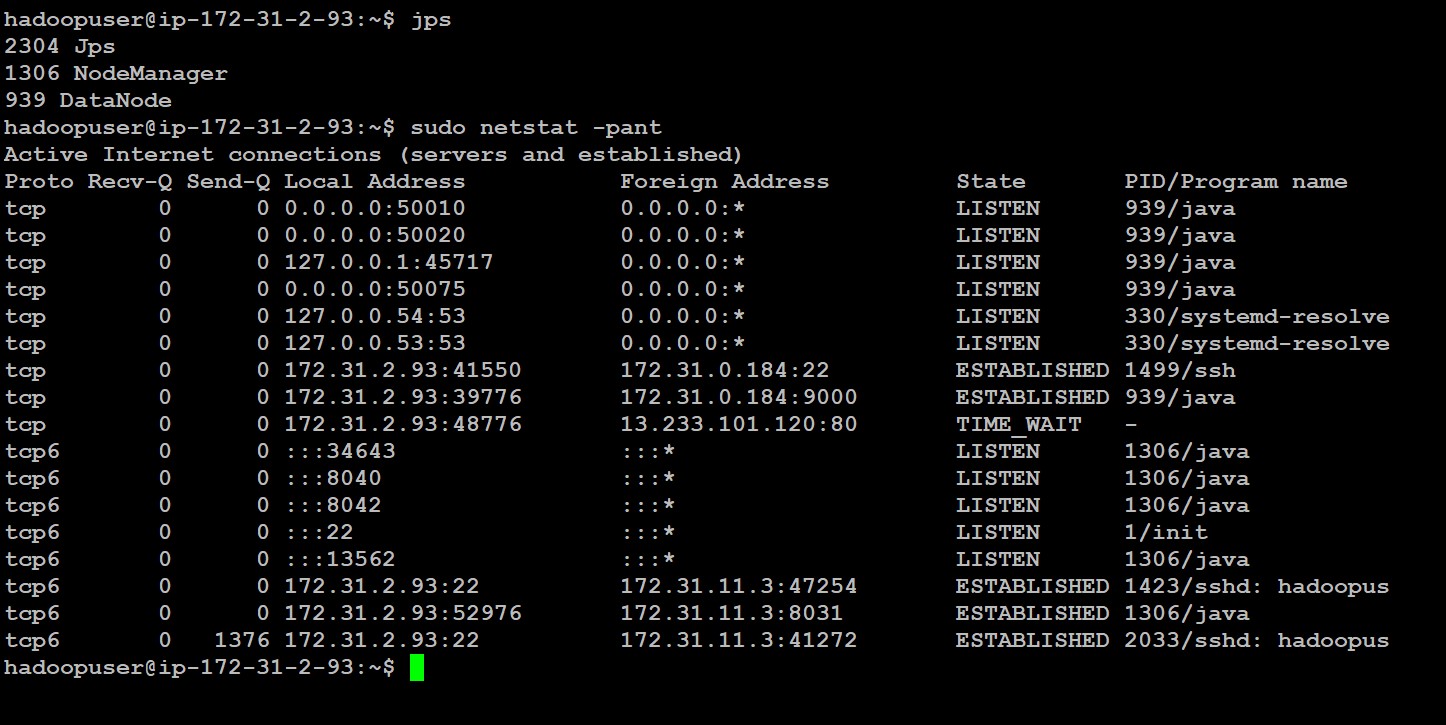 hadoopuser@ip-172-31-2-93:~$ jps
2304 Jps
1306 NodeManager
939 DataNode
hadoopuser@ip-172-31-2-93:~$ sudo netstat -pant
Active Internet connections (servers and established)
Proto Recv-Q Send-Q Local Address           Foreign Address         State       PID/Program name
tcp        0      0 0.0.0.0:50010           0.0.0.0:*               LISTEN      939/java
tcp        0      0 0.0.0.0:50020           0.0.0.0:*               LISTEN      939/java
tcp        0      0 127.0.0.1:45717         0.0.0.0:*               LISTEN      939/java
tcp        0      0 0.0.0.0:50075           0.0.0.0:*               LISTEN      939/java
tcp        0      0 127.0.0.54:53           0.0.0.0:*               LISTEN      330/systemd-resolve
tcp        0      0 127.0.0.53:53           0.0.0.0:*               LISTEN      330/systemd-resolve
tcp        0      0 172.31.2.93:41550       172.31.0.184:22         ESTABLISHED 1499/ssh
tcp        0      0 172.31.2.93:39776       172.31.0.184:9000       ESTABLISHED 939/java
tcp        0      0 172.31.2.93:48776       13.233.101.120:80       TIME_WAIT   -
tcp6       0      0 :::34643                :::*                    LISTEN      1306/java
tcp6       0      0 :::8040                 :::*                    LISTEN      1306/java
tcp6       0      0 :::8042                 :::*                    LISTEN      1306/java
tcp6       0      0 :::22                   :::*                    LISTEN      1/init
tcp6       0      0 :::13562                :::*                    LISTEN      1306/java
tcp6       0      0 172.31.2.93:22          172.31.11.3:47254       ESTABLISHED 1423/sshd: hadoopus
tcp6       0      0 172.31.2.93:52976       172.31.11.3:8031        ESTABLISHED 1306/java
tcp6       0   1376 172.31.2.93:22          172.31.11.3:41272       ESTABLISHED 2033/sshd: hadoopus
hadoopuser@ip-172-31-2-93:~$